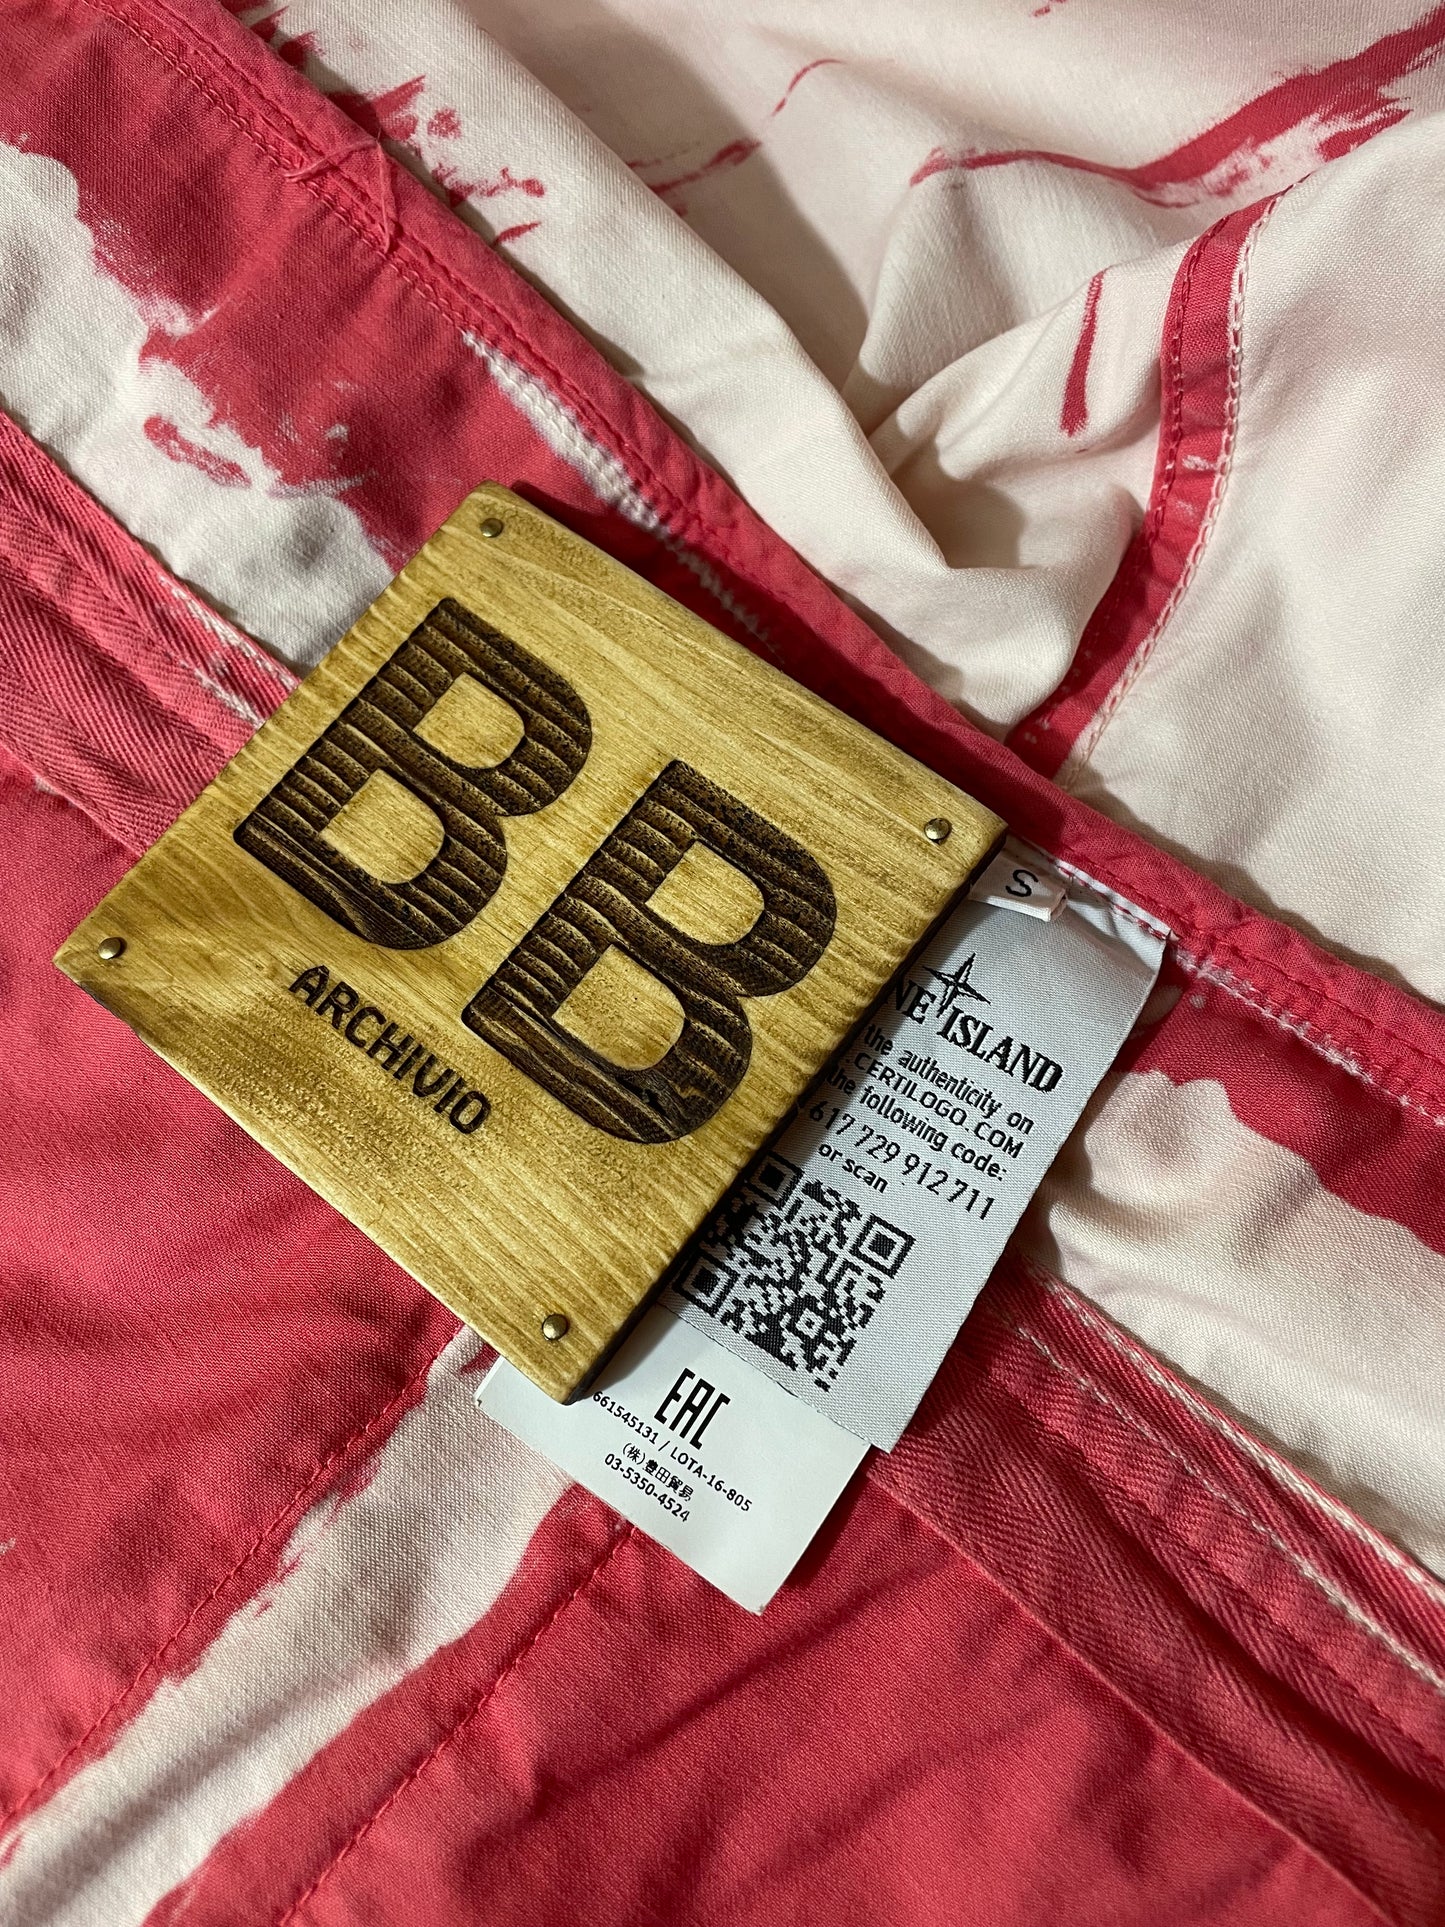 BB
ARCHIVIO
S
ISLAND
the authenticity on
CERTILOGO.COM
the following code:
617 729 912 711
or scan
EAC
661545131 / LOTA-16-805
(株)豊田貿易
03-5350-4524